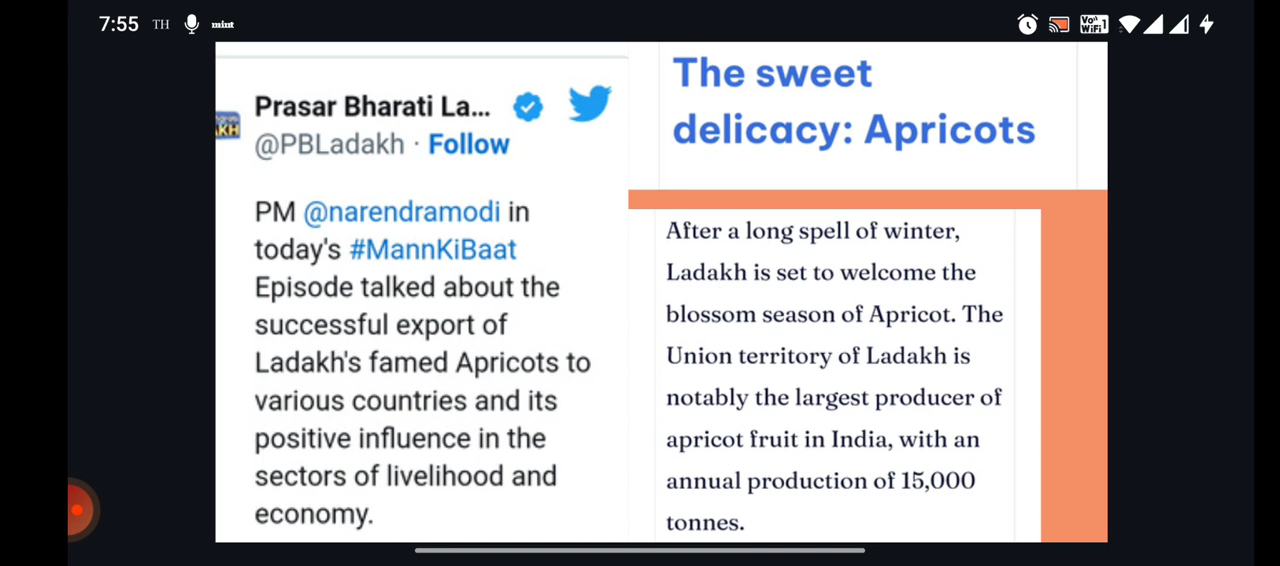 7:55 TH mint
Vo))
WiFi 1
The sweet
delicacy: Apricots
Prasar Bharati La...
@PBLadakh · Follow
PM @narendramodi in
today's #MannKiBaat
Episode talked about the
successful export of
Ladakh's famed Apricots to
various countries and its
positive influence in the
sectors of livelihood and
economy.
After a long spell of winter,
Ladakh is set to welcome the
blossom season of Apricot. The
Union territory of Ladakh is
notably the largest producer of
apricot fruit in India, with an
annual production of 15,000
tonnes.